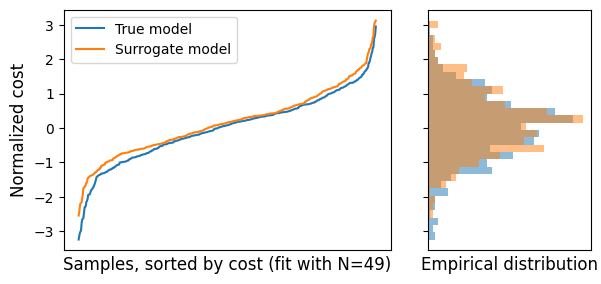 True model
Surrogate model
Normalized cost
3
2
1
0
−1
−2
−3
Samples, sorted by cost (fit with N=49)
Empirical distribution